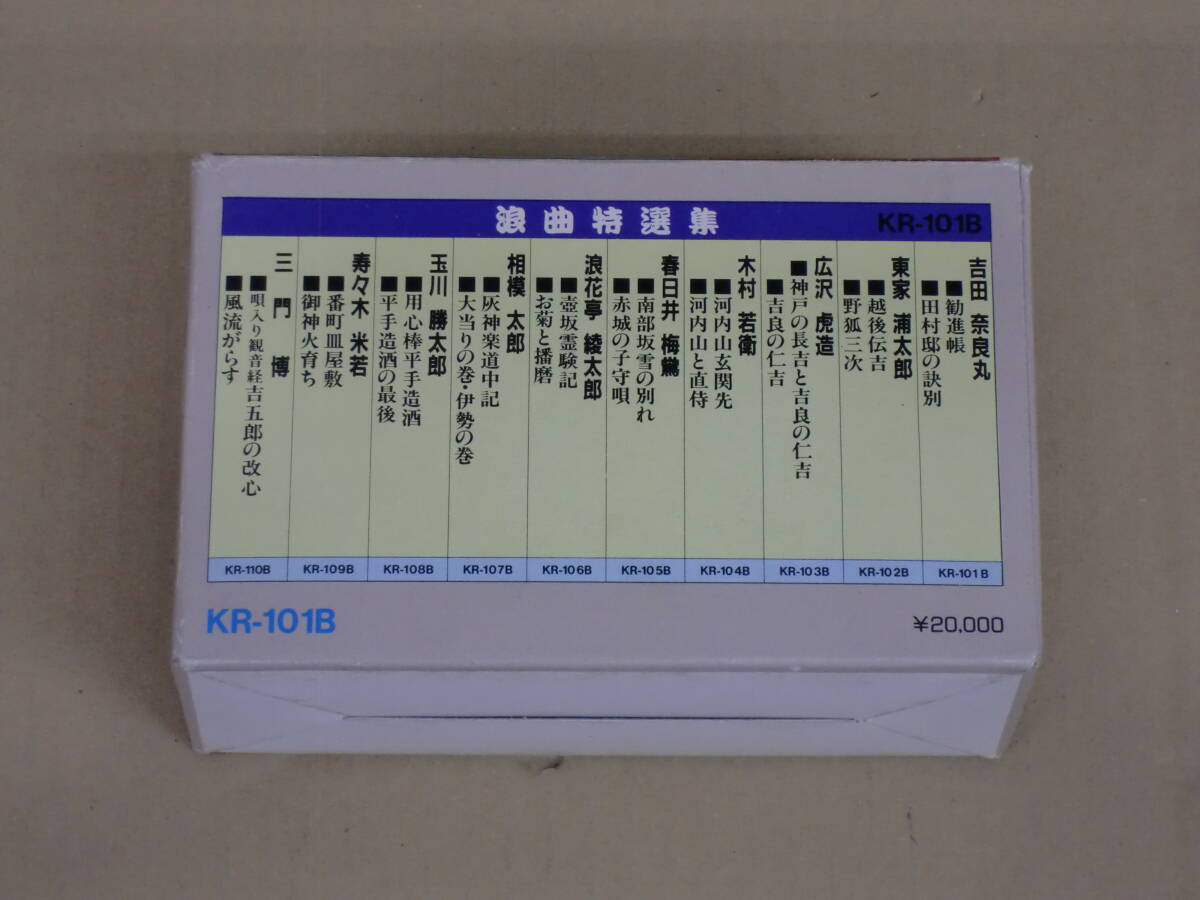 浪曲特選集
KR-101B
吉田 奈良丸
■勧進帳
■田村邸の訣別
東家 浦太郎
■越後伝吉
■野狐三次
広沢 虎造
■神戸の長吉と吉良の仁吉
■吉良の仁吉
木村 若衛
■河内山玄関先
■河内山と直侍
春日井 梅鶯
■南部坂雪の別れ
■赤城の子守唄
浪花亭 綾太郎
■壺坂霊験記
■お菊と播磨
相模 太郎
■灰神楽道中記
■大当りの巻・伊勢の巻
玉川 勝太郎
■用心棒平手造酒
■平手造酒の最後
寿々木 米若
■番町皿屋敷
■御神火育ち
三門 博
■唄入り観音経吉五郎の改心
■風流がらす
KR-110B
KR-109B
KR-108B
KR-107B
KR-106B
KR-105B
KR-104B
KR-103B
KR-102B
KR-101B
KR-101B
¥20,000